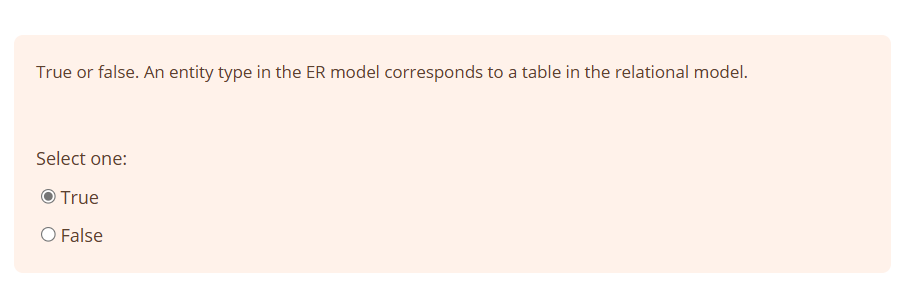 True or false. An entity type in the ER model corresponds to a table in the relational model.
Select one:
True
False